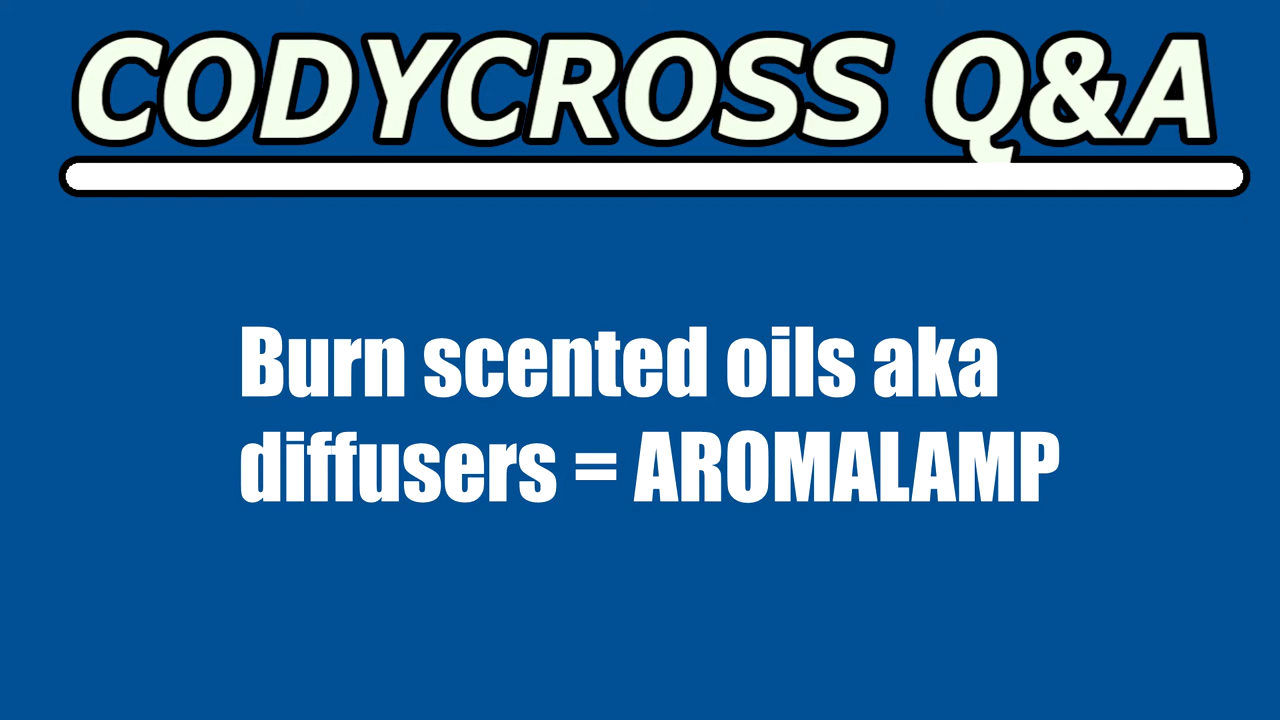 CODYCROSS Q&A
Burn scented oils aka
diffusers = AROMALAMP